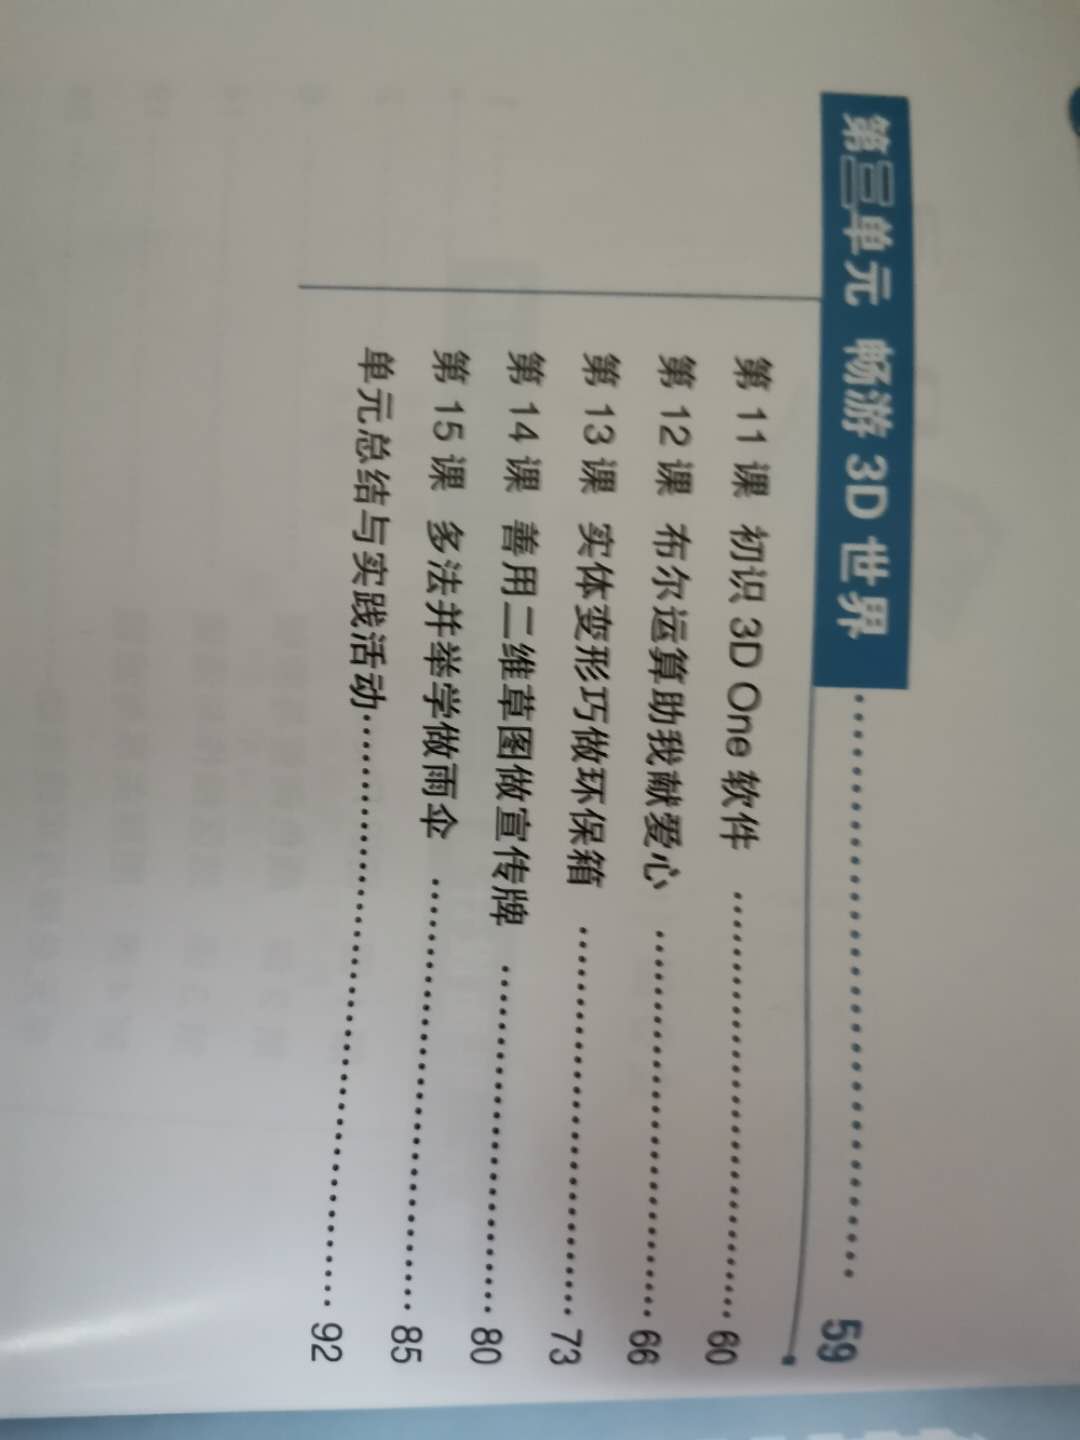 第三单元 畅游 3D 世界 …………………… 59
第 11 课 初识 3D One 软件 …………………… 60
第 12 课 布尔运算助我献爱心 …………………… 66
第 13 课 实体变形巧做环保箱 …………………… 73
第 14 课 善用二维草图做宣传牌 …………………… 80
第 15 课 多法并举学做雨伞 …………………… 85
单元总结与实践活动 …………………… 92